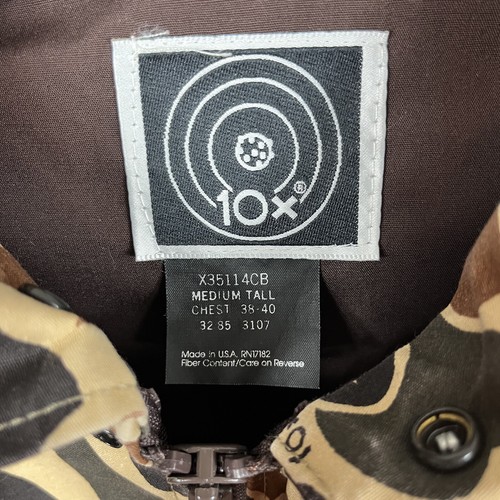 10X®
X35114CB
MEDIUM TALL
CHEST 38-40
32 85 3107
Made in U.S.A. RN17182
Fiber Content/Care on Reverse